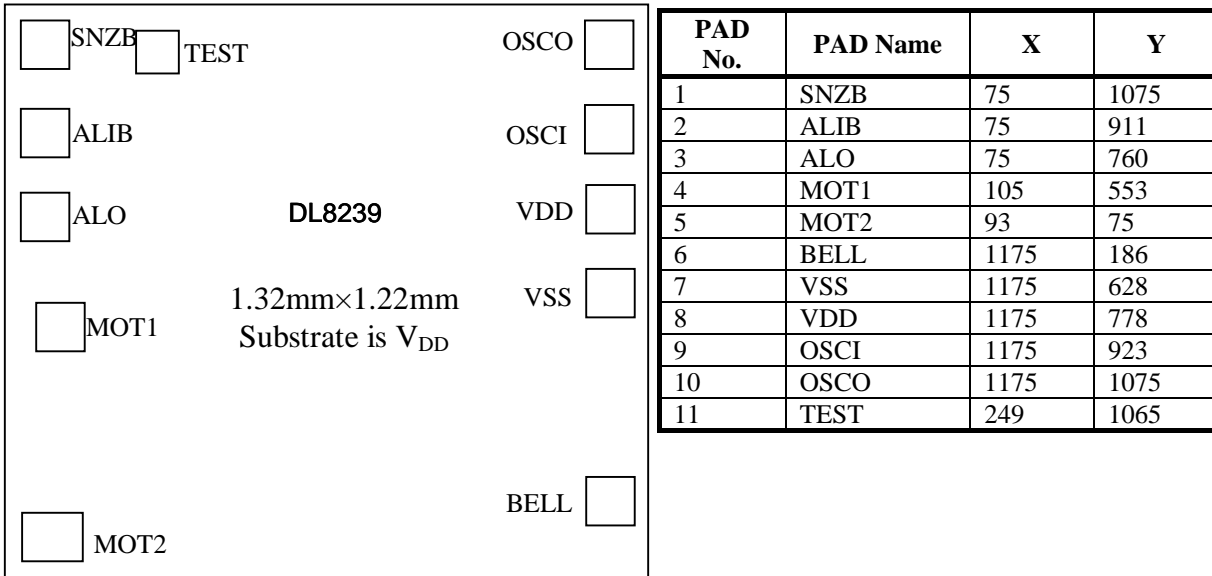 SNZB
TEST
OSCO
ALIB
OSCI
ALO
DL8239
VDD
1.32mm×1.22mm
VSS
MOT1
Substrate is VDD
BELL
MOT2
PAD No. PAD Name X Y
1 SNZB 75 1075
2 ALIB 75 911
3 ALO 75 760
4 MOT1 105 553
5 MOT2 93 75
6 BELL 1175 186
7 VSS 1175 628
8 VDD 1175 778
9 OSCI 1175 923
10 OSCO 1175 1075
11 TEST 249 1065